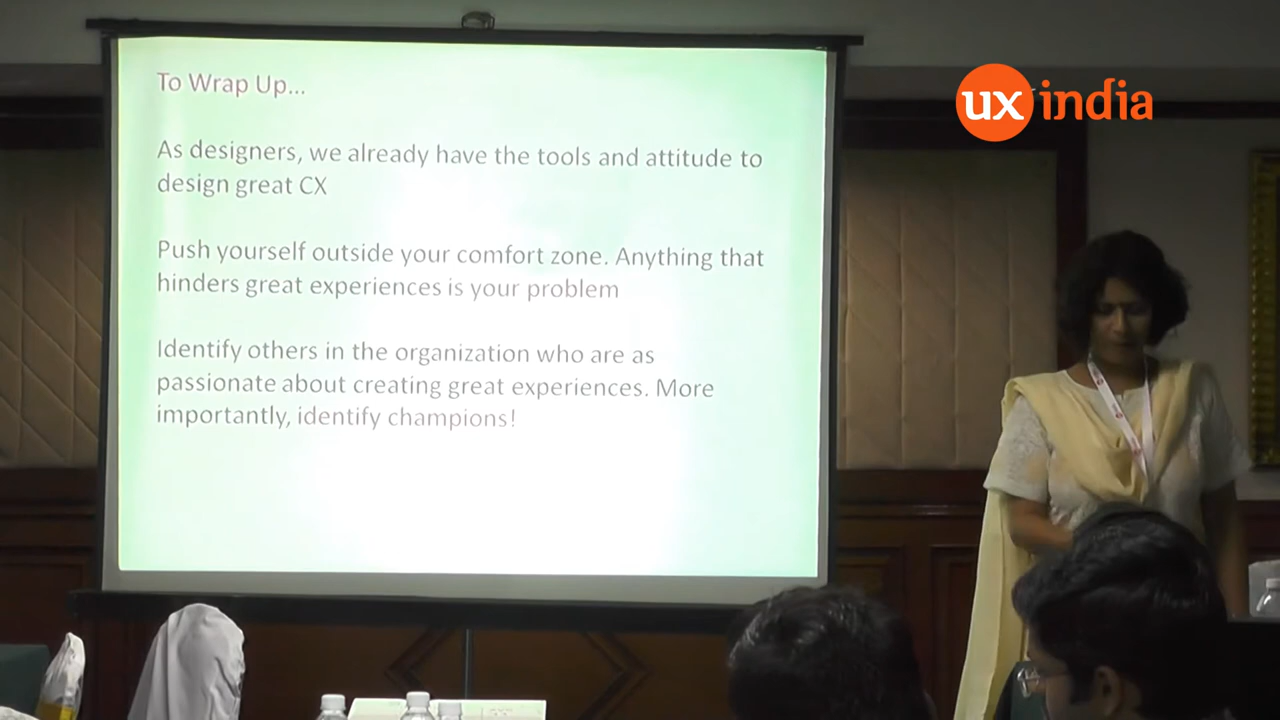 To Wrap Up...
As designers, we already have the tools and attitude to
design great CX
Push yourself outside your comfort zone. Anything that
hinders great experiences is your problem
Identify others in the organization who are as
passionate about creating great experiences. More
importantly, identify champions!
ux india